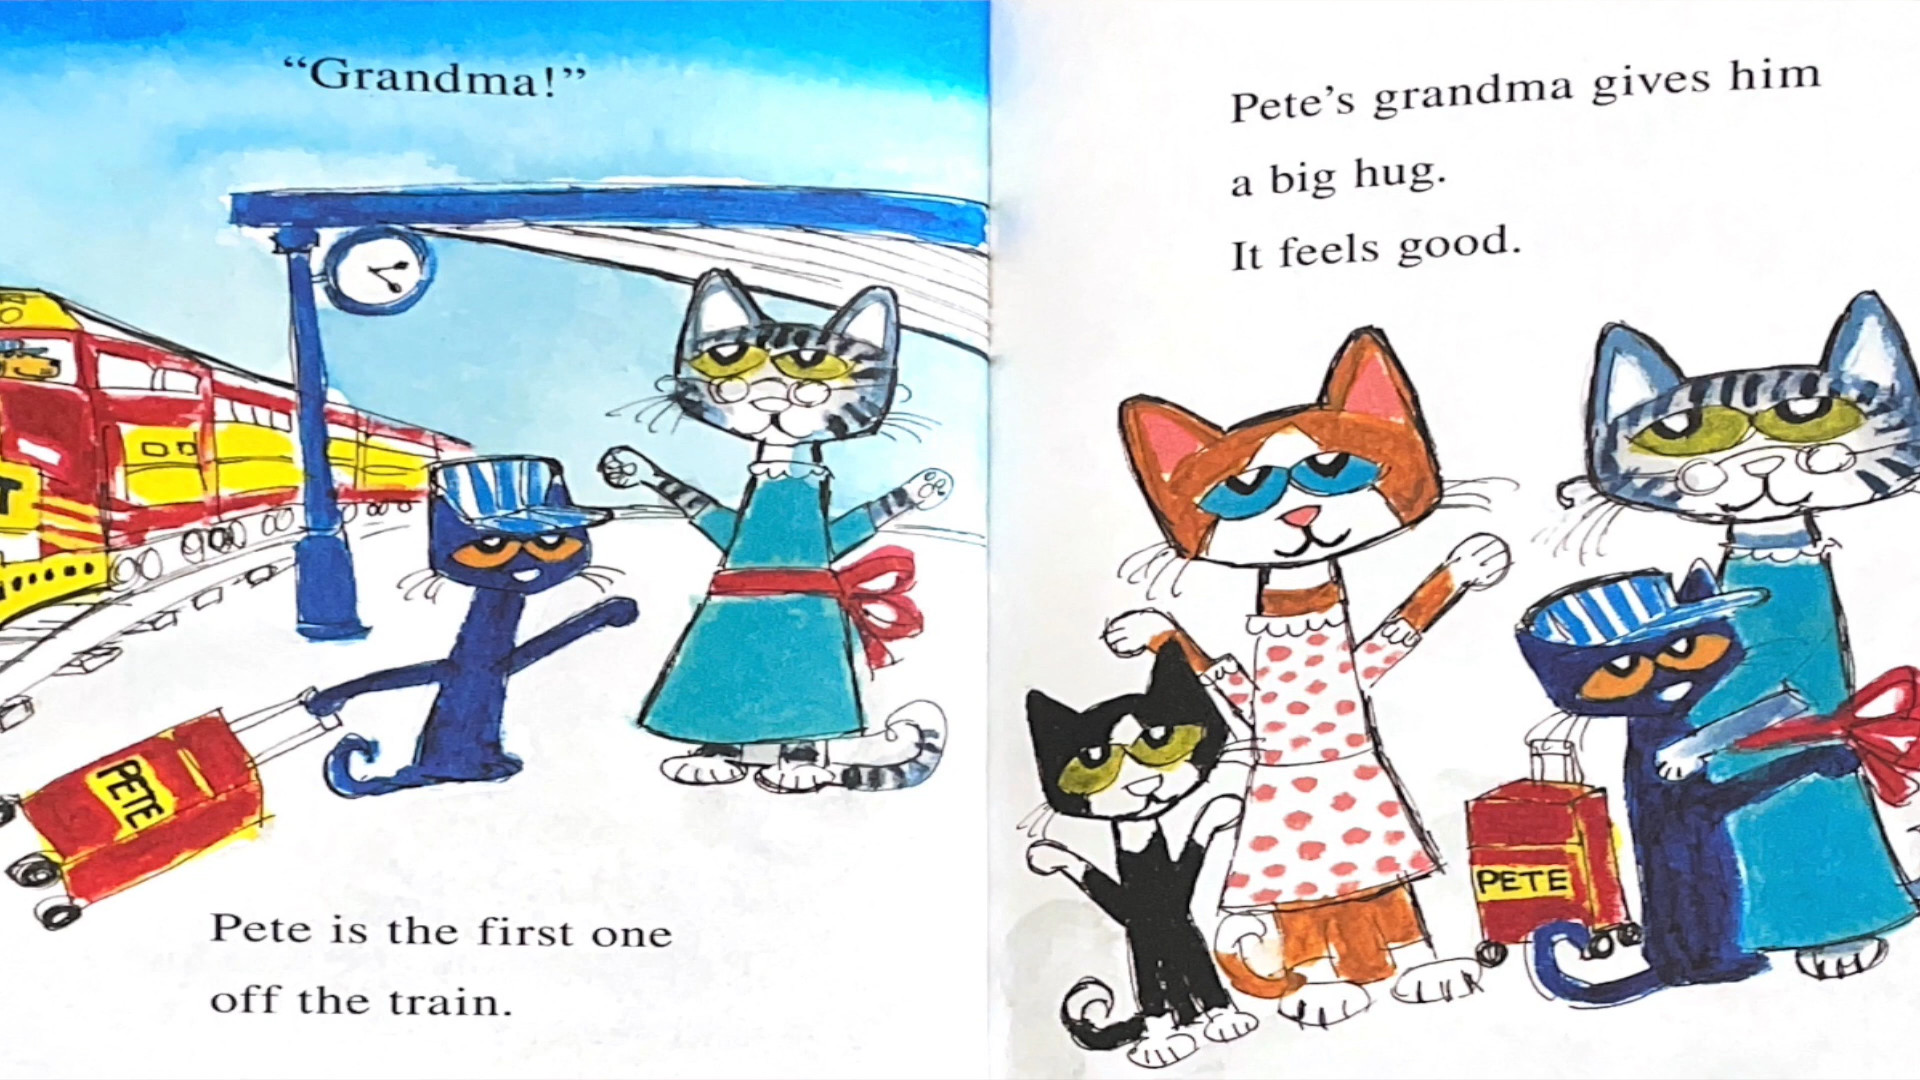 “Grandma!”
T
PETE
Pete is the first one
off the train.
Pete’s grandma gives him
a big hug.
It feels good.
PETE